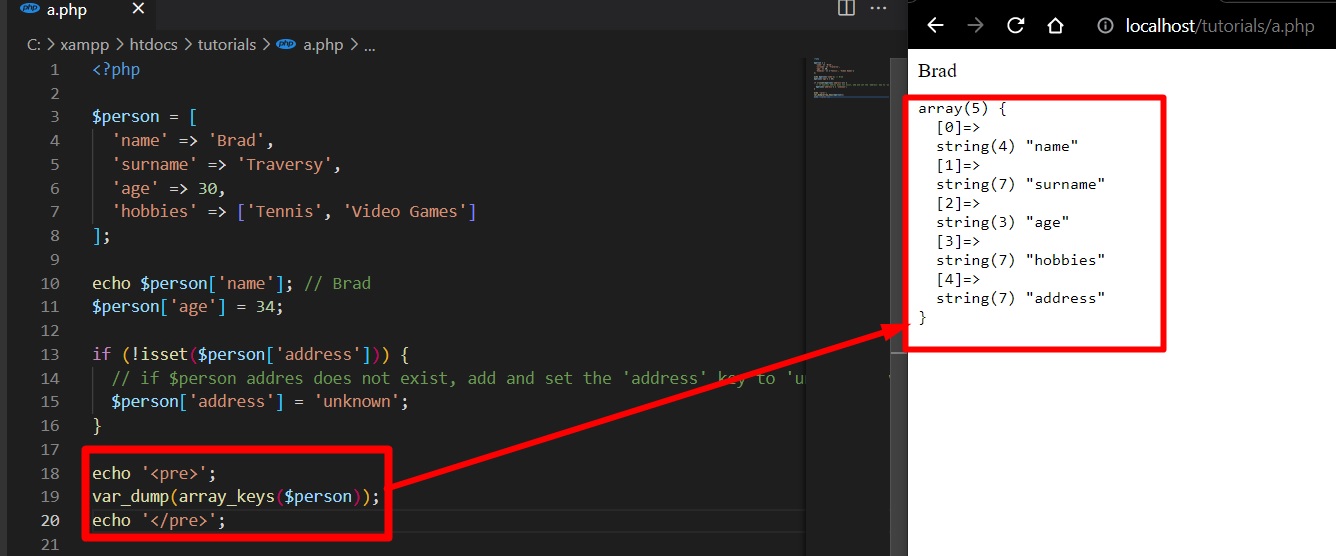 php a.php ×
C: > xampp > htdocs > tutorials > php a.php > ...
1 <?php
2
3 $person = [
4 'name' => 'Brad',
5 'surname' => 'Traversy',
6 'age' => 30,
7 'hobbies' => ['Tennis', 'Video Games']
8 ];
9
10 echo $person['name']; // Brad
11 $person['age'] = 34;
12
13 if (!isset($person['address'])) {
14 // if $person addres does not exist, add and set the 'address' key to
15 $person['address'] = 'unknown';
16 }
17
18 echo '<pre>';
19 var_dump(array_keys($person));
20 echo '</pre>';
21
localhost/tutorials/a.php
Brad
array(5) {
[0]=>
string(4) "name"
[1]=>
string(7) "surname"
[2]=>
string(3) "age"
[3]=>
string(7) "hobbies"
[4]=>
string(7) "address"
}